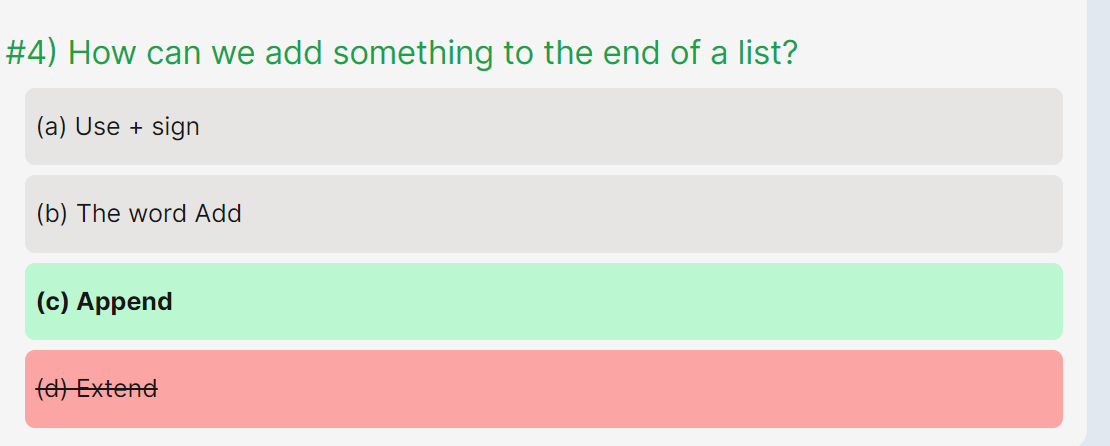 #4) How can we add something to the end of a list?
(a) Use + sign
(b) The word Add
(c) Append
(d) Extend